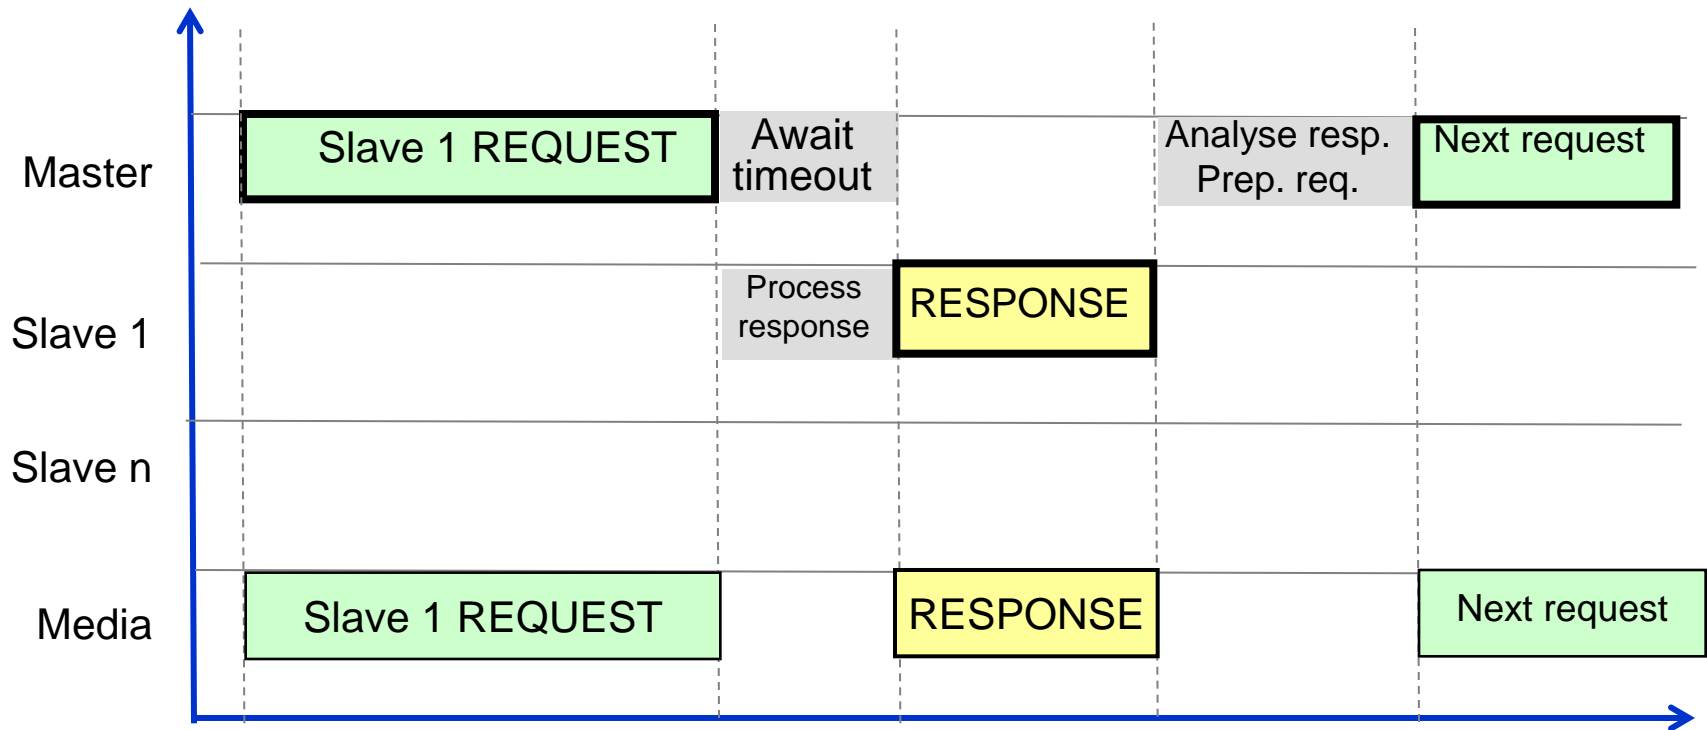 Master
Slave 1 REQUEST
Await
timeout
Analyse resp.
Prep. req.
Next request
Slave 1
Process
response
RESPONSE
Slave n
Media
Slave 1 REQUEST
RESPONSE
Next request